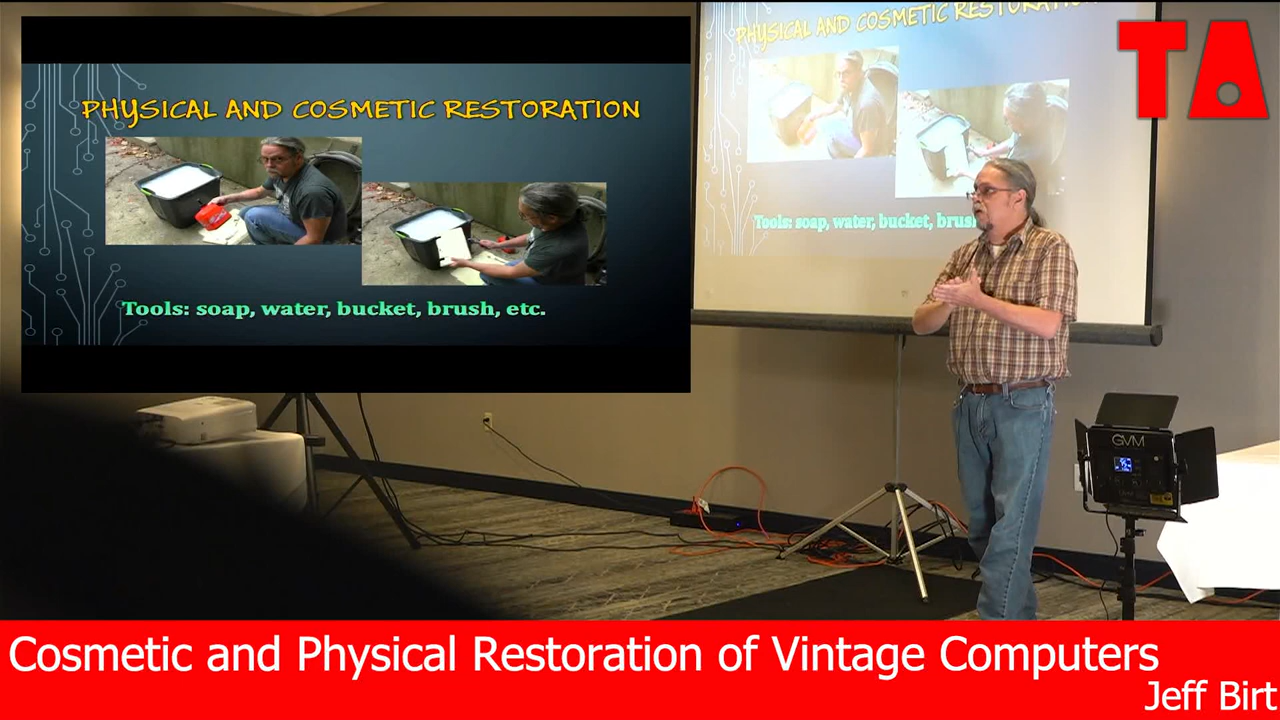 PHYSICAL AND COSMETIC RESTORATION
Tools: soap, water, bucket, brush, etc.
PHYSICAL AND COSMETIC RESTORATION
Tools: soap, water, bucket, brus
TA
GVM
Cosmetic and Physical Restoration of Vintage Computers
Jeff Birt